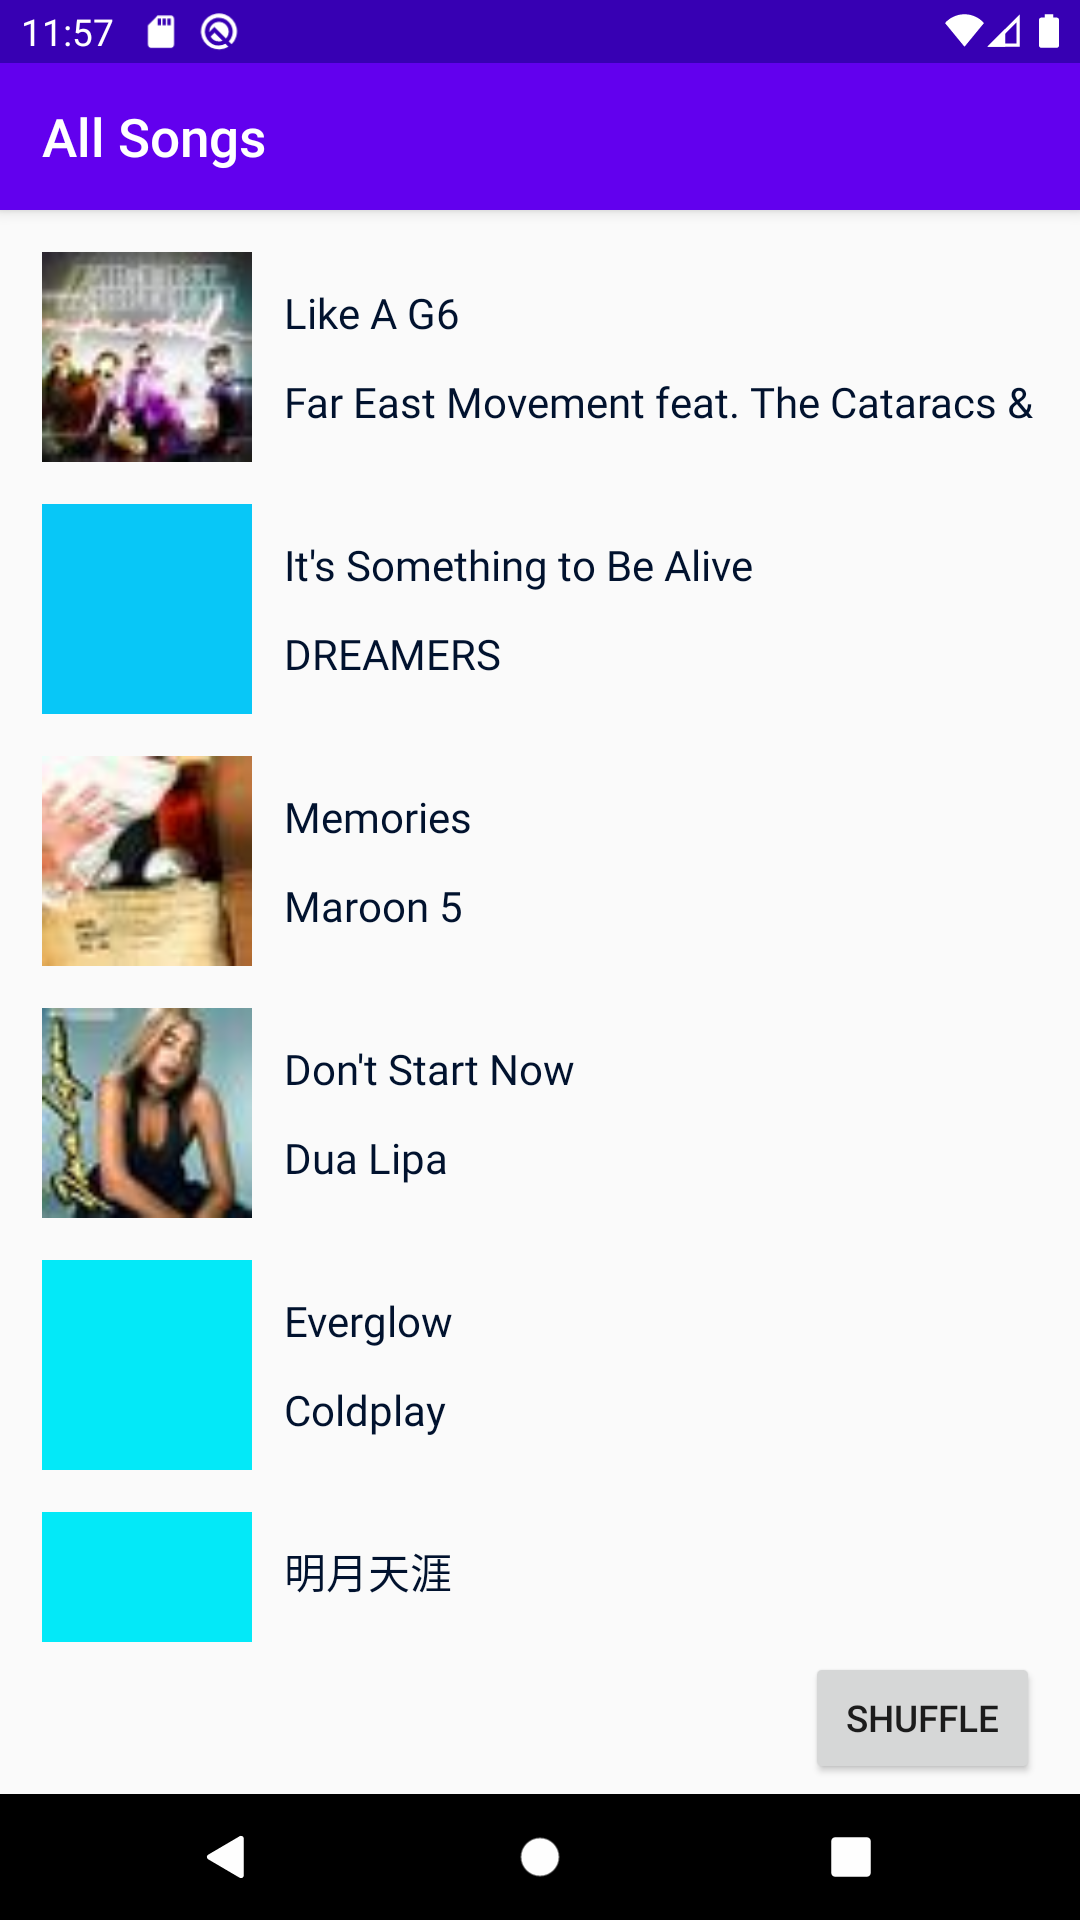 11:57
All Songs
Like A G6
Far East Movement feat. The Cataracs &
It's Something to Be Alive
DREAMERS
Memories
Maroon 5
Don't Start Now
Dua Lipa
Everglow
Coldplay
明月天涯
SHUFFLE